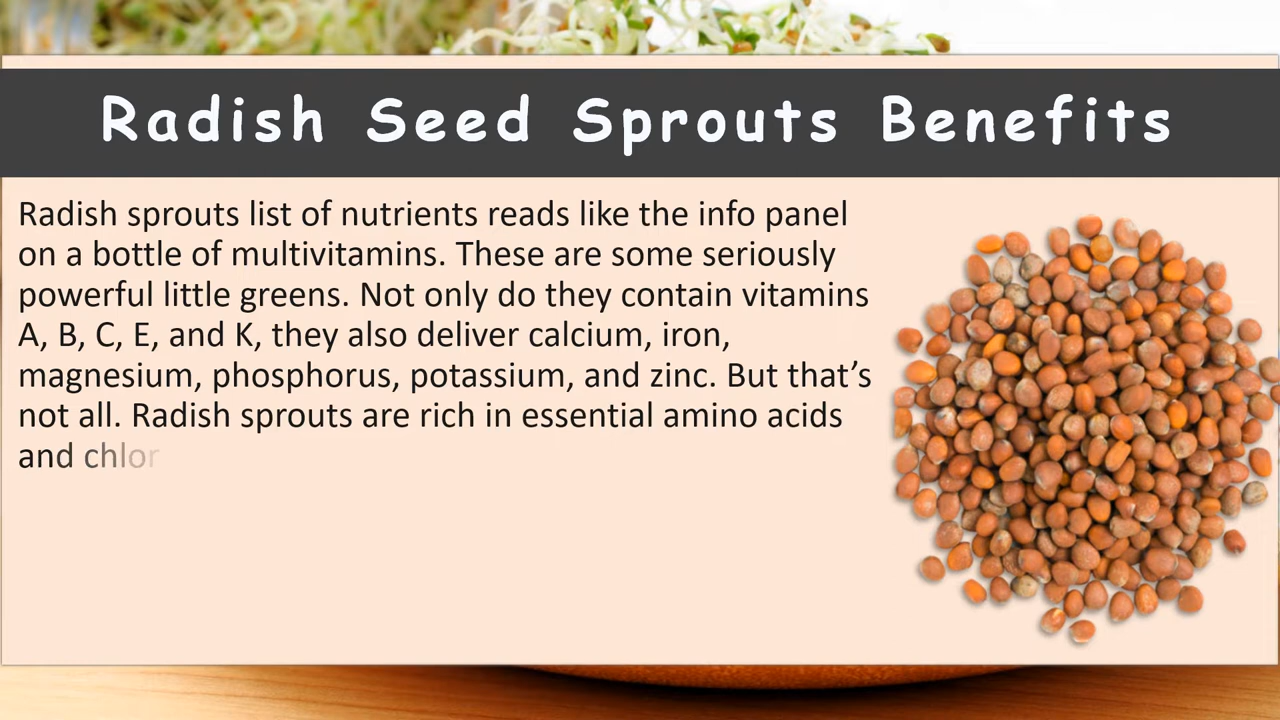 Radish Seed Sprouts Benefits
Radish sprouts list of nutrients reads like the info panel
on a bottle of multivitamins. These are some seriously
powerful little greens. Not only do they contain vitamins
A, B, C, E, and K, they also deliver calcium, iron,
magnesium, phosphorus, potassium, and zinc. But that’s
not all. Radish sprouts are rich in essential amino acids
and chlor